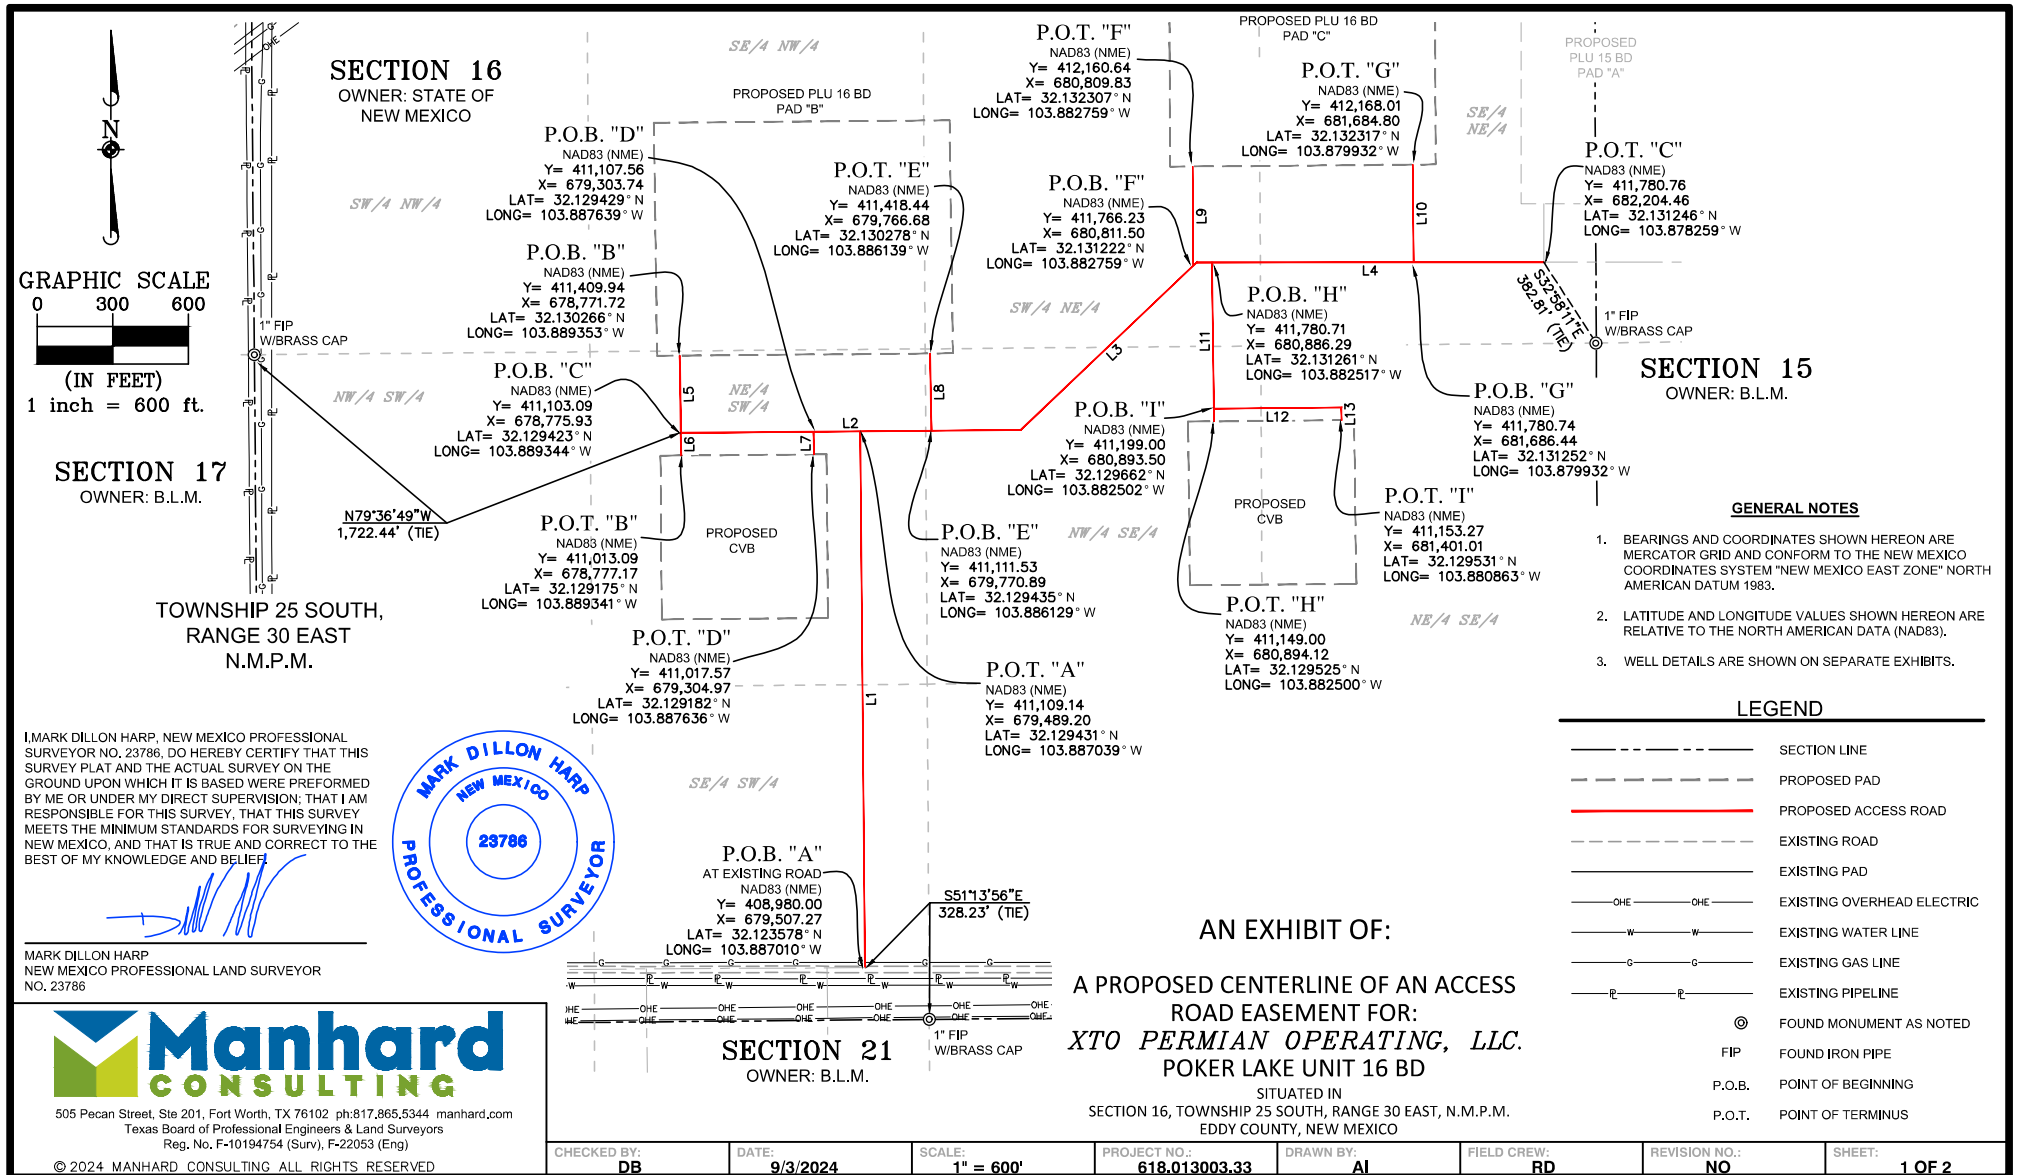 SECTION 16
OWNER: STATE OF
NEW MEXICO
SE/4 NW/4
PROPOSED PLU 16 BD
PAD "B"
P.O.T. "F"
NAD83 (NME)
Y= 412,160.64
X= 680,809.83
LAT= 32.132307° N
LONG= 103.882759° W
PROPOSED PLU 16 BD
PAD "C"
P.O.T. "G"
NAD83 (NME)
Y= 412,168.01
X= 681,684.80
LAT= 32.132317° N
LONG= 103.879932° W
PROPOSED
PLU 15 BD
PAD "A"
SE/4
NE/4
P.O.T. "C"
NAD83 (NME)
Y= 411,780.76
X= 682,204.46
LAT= 32.131246° N
LONG= 103.878259° W
N
SW/4 NW/4
P.O.B. "D"
NAD83 (NME)
Y= 411,107.56
X= 679,303.74
LAT= 32.129429° N
LONG= 103.887639° W
P.O.T. "E"
NAD83 (NME)
Y= 411,418.44
X= 679,766.68
LAT= 32.130278° N
LONG= 103.886139° W
P.O.B. "F"
NAD83 (NME)
Y= 411,766.23
X= 680,811.50
LAT= 32.131222° N
LONG= 103.882759° W
L9
L10
L4
P.O.B. "B"
NAD83 (NME)
Y= 411,409.94
X= 678,771.72
LAT= 32.130266° N
LONG= 103.889353° W
GRAPHIC SCALE
0 300 600
(IN FEET)
1 inch = 600 ft.
1" FIP
W/BRASS CAP
SW/4 NE/4
P.O.B. "H"
NAD83 (NME)
Y= 411,780.71
X= 680,886.29
LAT= 32.131261° N
LONG= 103.882517° W
S32°58'11"E
382.81' (TIE)
1" FIP
W/BRASS CAP
SECTION 15
OWNER: B.L.M.
L11
L3
P.O.B. "C"
NAD83 (NME)
Y= 411,103.09
X= 678,775.93
LAT= 32.129423° N
LONG= 103.889344° W
NW/4 SW/4
NE/4
SW/4
L5
L8
L2
L6
L7
P.O.B. "I"
NAD83 (NME)
Y= 411,199.00
X= 680,893.50
LAT= 32.129662° N
LONG= 103.882502° W
L12
L13
P.O.B. "G"
NAD83 (NME)
Y= 411,780.74
X= 681,686.44
LAT= 32.131252° N
LONG= 103.879932° W
SECTION 17
OWNER: B.L.M.
N79°36'49"W
1,722.44' (TIE)
P.O.T. "B"
NAD83 (NME)
Y= 411,013.09
X= 678,777.17
LAT= 32.129175° N
LONG= 103.889341° W
PROPOSED
CVB
P.O.B. "E"
NAD83 (NME)
Y= 411,111.53
X= 679,770.89
LAT= 32.129435° N
LONG= 103.886129° W
NW/4 SE/4
PROPOSED
CVB
P.O.T. "I"
NAD83 (NME)
Y= 411,153.27
X= 681,401.01
LAT= 32.129531° N
LONG= 103.880863° W
P.O.T. "H"
NAD83 (NME)
Y= 411,149.00
X= 680,894.12
LAT= 32.129525° N
LONG= 103.882500° W
NE/4 SE/4
GENERAL NOTES
1. BEARINGS AND COORDINATES SHOWN HEREON ARE
MERCATOR GRID AND CONFORM TO THE NEW MEXICO
COORDINATES SYSTEM "NEW MEXICO EAST ZONE" NORTH
AMERICAN DATUM 1983.
2. LATITUDE AND LONGITUDE VALUES SHOWN HEREON ARE
RELATIVE TO THE NORTH AMERICAN DATA (NAD83).
3. WELL DETAILS ARE SHOWN ON SEPARATE EXHIBITS.
TOWNSHIP 25 SOUTH,
RANGE 30 EAST
N.M.P.M.
P.O.T. "D"
NAD83 (NME)
Y= 411,017.57
X= 679,304.97
LAT= 32.129182° N
LONG= 103.887636° W
L1
P.O.T. "A"
NAD83 (NME)
Y= 411,109.14
X= 679,489.20
LAT= 32.129431° N
LONG= 103.887039° W
SE/4 SW/4
LEGEND
SECTION LINE
PROPOSED PAD
PROPOSED ACCESS ROAD
EXISTING ROAD
EXISTING PAD
OHE OHE EXISTING OVERHEAD ELECTRIC
W W EXISTING WATER LINE
G G EXISTING GAS LINE
PL PL EXISTING PIPELINE
FOUND MONUMENT AS NOTED
FIP FOUND IRON PIPE
P.O.B. POINT OF BEGINNING
P.O.T. POINT OF TERMINUS
I,MARK DILLON HARP, NEW MEXICO PROFESSIONAL
SURVEYOR NO. 23786, DO HEREBY CERTIFY THAT THIS
SURVEY PLAT AND THE ACTUAL SURVEY ON THE
GROUND UPON WHICH IT IS BASED WERE PREFORMED
BY ME OR UNDER MY DIRECT SUPERVISION; THAT I AM
RESPONSIBLE FOR THIS SURVEY, THAT THIS SURVEY
MEETS THE MINIMUM STANDARDS FOR SURVEYING IN
NEW MEXICO, AND THAT IS TRUE AND CORRECT TO THE
BEST OF MY KNOWLEDGE AND BELIEF.
MARK DILLON HARP
NEW MEXICO
23786
PROFESSIONAL SURVEYOR
MARK DILLON HARP
NEW MEXICO PROFESSIONAL LAND SURVEYOR
NO. 23786
P.O.B. "A"
AT EXISTING ROAD
NAD83 (NME)
Y= 408,980.00
X= 679,507.27
LAT= 32.123578° N
LONG= 103.887010° W
S51°13'56"E
328.23' (TIE)
1" FIP
W/BRASS CAP
SECTION 21
OWNER: B.L.M.
AN EXHIBIT OF:
A PROPOSED CENTERLINE OF AN ACCESS
ROAD EASEMENT FOR:
XTO PERMIAN OPERATING, LLC.
POKER LAKE UNIT 16 BD
SITUATED IN
SECTION 16, TOWNSHIP 25 SOUTH, RANGE 30 EAST, N.M.P.M.
EDDY COUNTY, NEW MEXICO
Manhard
CONSULTING
505 Pecan Street, Ste 201, Fort Worth, TX 76102 ph:817.865.5344 manhard.com
Texas Board of Professional Engineers & Land Surveyors
Reg. No. F-10194754 (Surv), F-22053 (Eng)
© 2024 MANHARD CONSULTING ALL RIGHTS RESERVED
CHECKED BY: DB
DATE: 9/3/2024
SCALE: 1" = 600'
PROJECT NO.: 618.013003.33
DRAWN BY: AI
FIELD CREW: RD
REVISION NO.: NO
SHEET: 1 OF 2